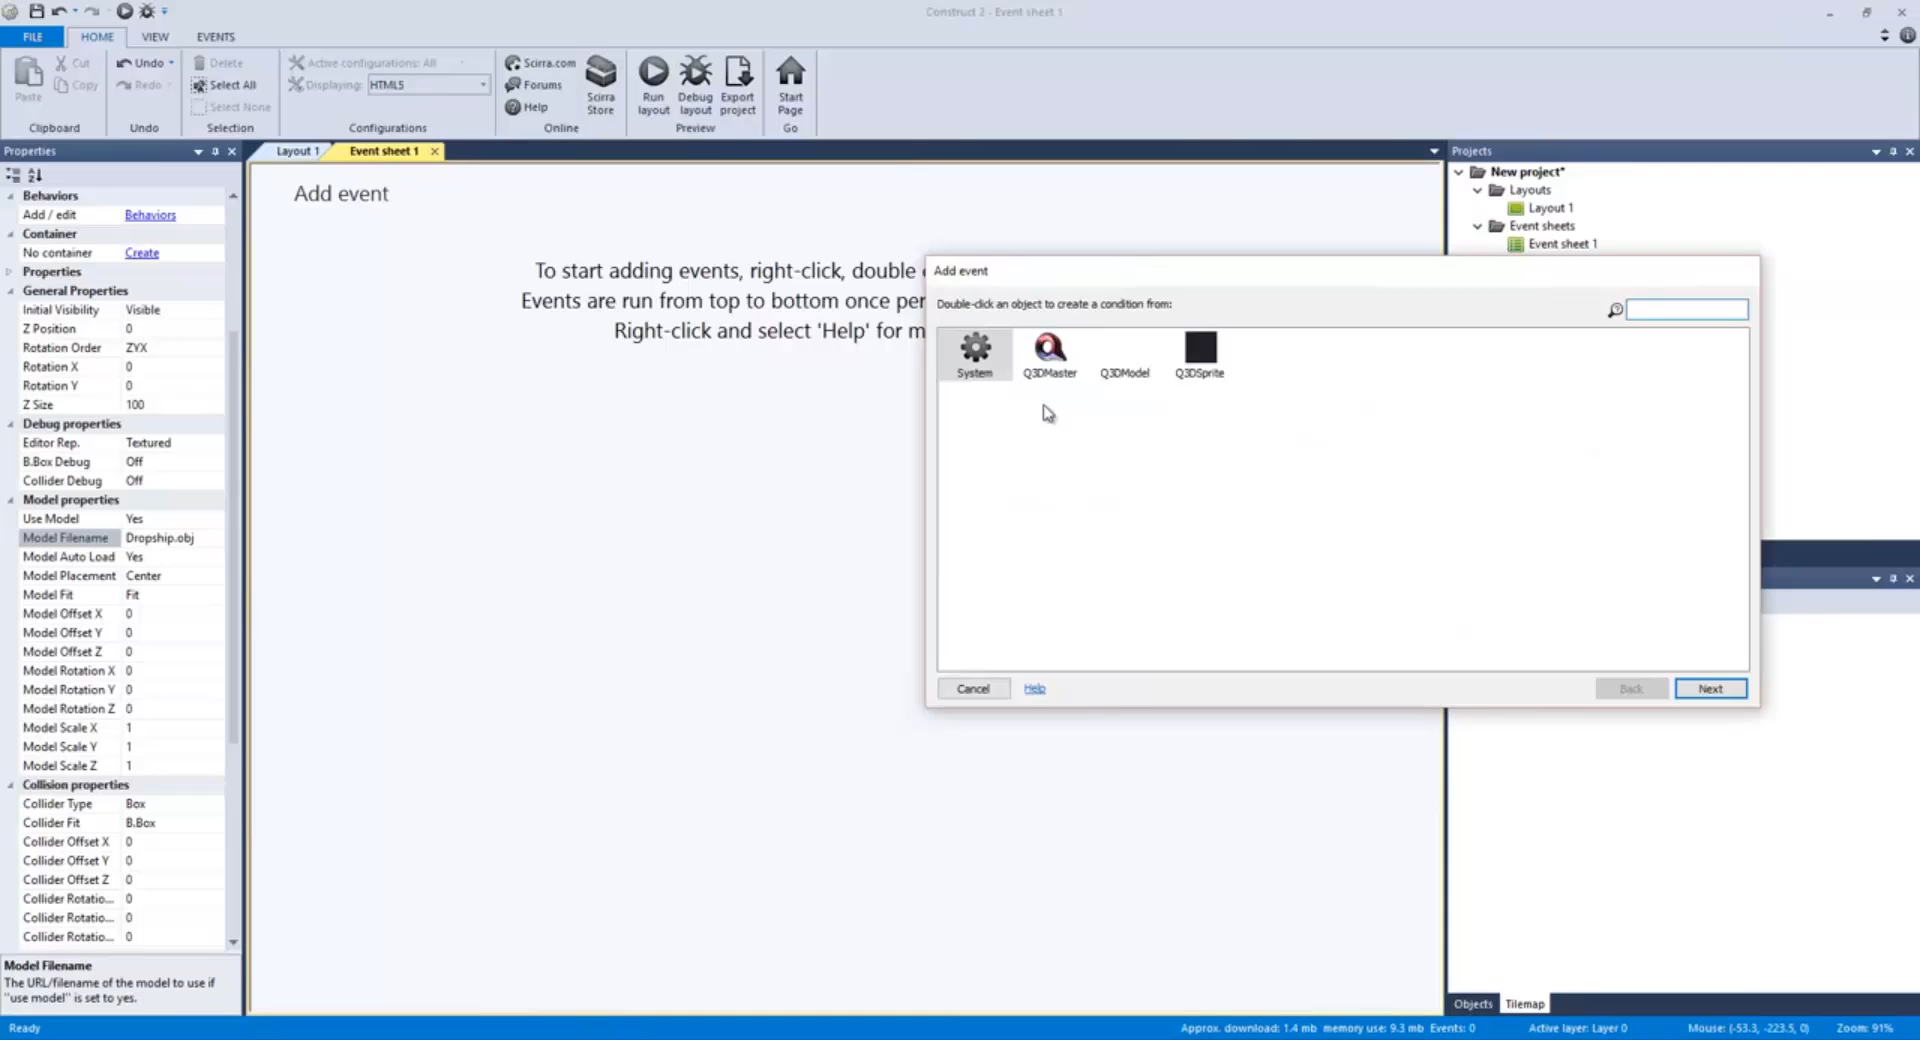 Construct 2 - Event sheet 1
FILE
HOME
VIEW
EVENTS
Paste
Cut
Copy
Clipboard
Undo
Redo
Undo
Delete
Select All
Select None
Selection
Active configurations: All
Displaying: HTML5
Configurations
Scirra.com
Forums
Help
Scirra Store
Online
Run layout
Debug layout
Export project
Preview
Start Page
Go
Properties
Layout 1
Event sheet 1
Projects
Behaviors
Add / edit Behaviors
Container
No container Create
Properties
General Properties
Initial Visibility Visible
Z Position 0
Rotation Order ZYX
Rotation X 0
Rotation Y 0
Z Size 100
Debug properties
Editor Rep. Textured
B.Box Debug Off
Collider Debug Off
Model properties
Use Model Yes
Model Filename Dropship.obj
Model Auto Load Yes
Model Placement Center
Model Fit Fit
Model Offset X 0
Model Offset Y 0
Model Offset Z 0
Model Rotation X 0
Model Rotation Y 0
Model Rotation Z 0
Model Scale X 1
Model Scale Y 1
Model Scale Z 1
Collision properties
Collider Type Box
Collider Fit B.Box
Collider Offset X 0
Collider Offset Y 0
Collider Offset Z 0
Collider Rotatio... 0
Collider Rotatio... 0
Collider Rotatio... 0
Model Filename
The URL/filename of the model to use if
"use model" is set to yes.
Add event
To start adding events, right-click, double
Events are run from top to bottom once per
Right-click and select 'Help' for m
Add event
Double-click an object to create a condition from:
System
Q3DMaster
Q3DModel
Q3DSprite
Cancel
Help
Back
Next
New project*
Layouts
Layout 1
Event sheets
Event sheet 1
Objects
Tilemap
Ready
Approx. download: 1.4 mb memory use: 9.3 mb Events: 0
Active layer: Layer 0
Mouse: (-53.3, -223.5, 0)
Zoom: 91%